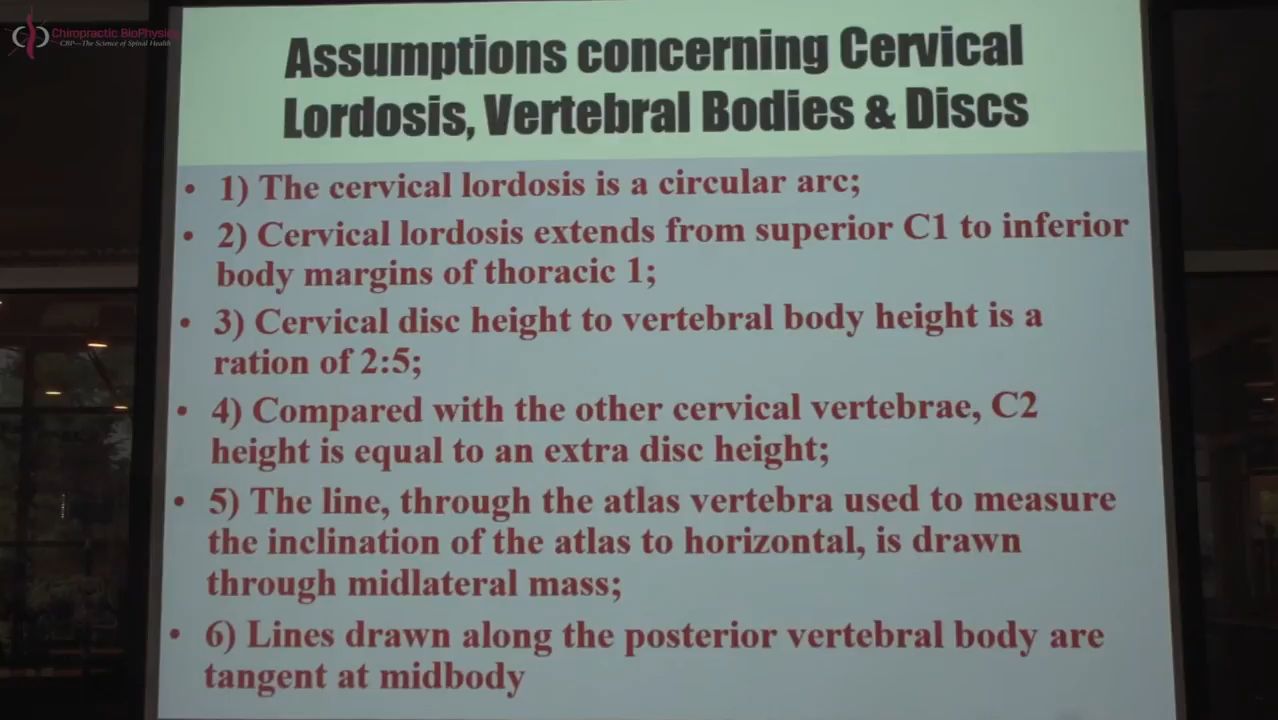 Chiropractic BioPhysics
CBP—The Science of Spinal Health
Assumptions concerning Cervical
Lordosis, Vertebral Bodies & Discs
• 1) The cervical lordosis is a circular arc;
• 2) Cervical lordosis extends from superior C1 to inferior
body margins of thoracic 1;
• 3) Cervical disc height to vertebral body height is a
ration of 2:5;
• 4) Compared with the other cervical vertebrae, C2
height is equal to an extra disc height;
• 5) The line, through the atlas vertebra used to measure
the inclination of the atlas to horizontal, is drawn
through midlateral mass;
• 6) Lines drawn along the posterior vertebral body are
tangent at midbody